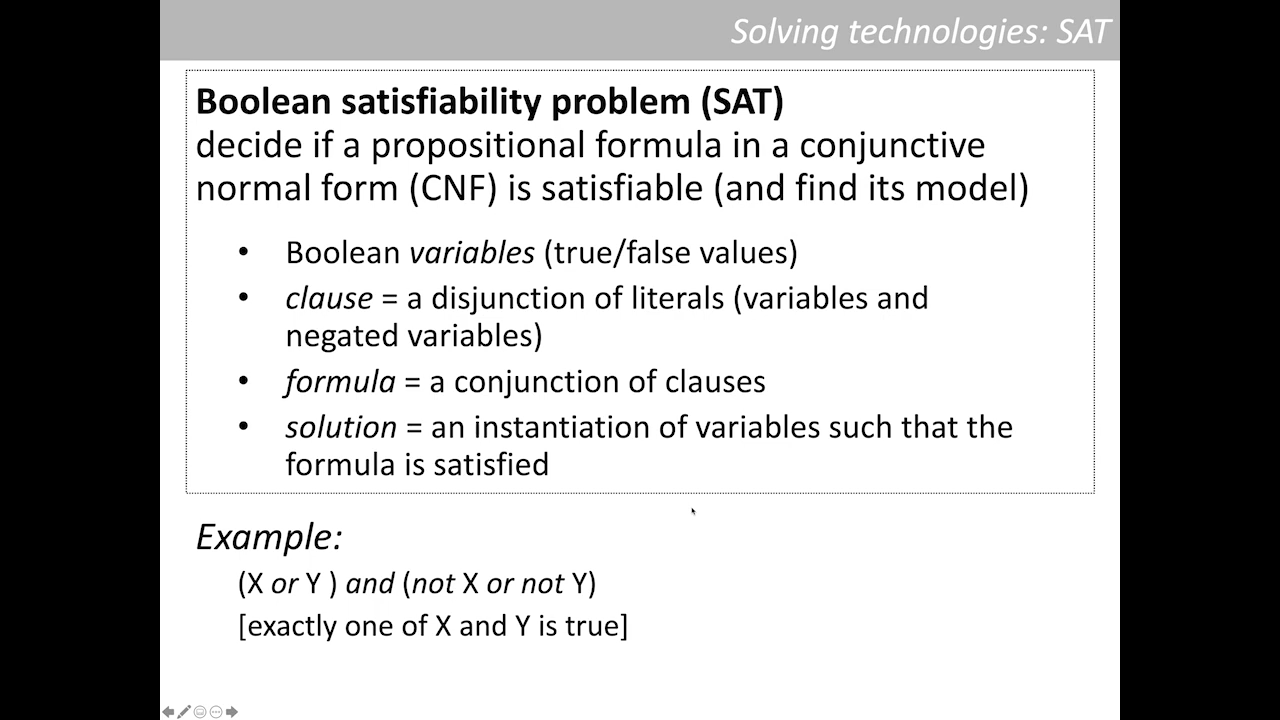 Solving technologies: SAT
Boolean satisfiability problem (SAT)
decide if a propositional formula in a conjunctive
normal form (CNF) is satisfiable (and find its model)
• Boolean variables (true/false values)
• clause = a disjunction of literals (variables and
negated variables)
• formula = a conjunction of clauses
• solution = an instantiation of variables such that the
formula is satisfied
Example:
(X or Y ) and (not X or not Y)
[exactly one of X and Y is true]